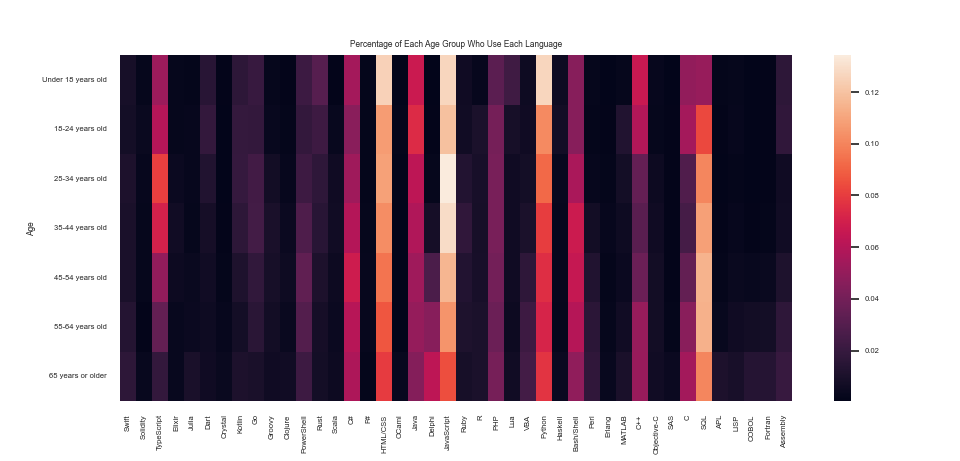 Percentage of Each Age Group Who Use Each Language
Age
Under 15 years old
15-24 years old
25-34 years old
35-44 years old
45-54 years old
55-64 years old
65 years or older
Swift
Solidity
TypeScript
Elixir
Julia
Dart
Crystal
Kotlin
Go
Groovy
Clojure
PowerShell
Rust
Scala
C#
R#
HTML/CSS
OCaml
Java
Delphi
JavaScript
Ruby
R
PHP
Lua
VBA
Python
Haskell
Bash/Shell
Perl
Erlang
MATLAB
C++
Objective-C
SAS
C
SQL
APL
LISP
COBOL
Fortran
Assembly
0.12
0.10
0.08
0.06
0.04
0.02